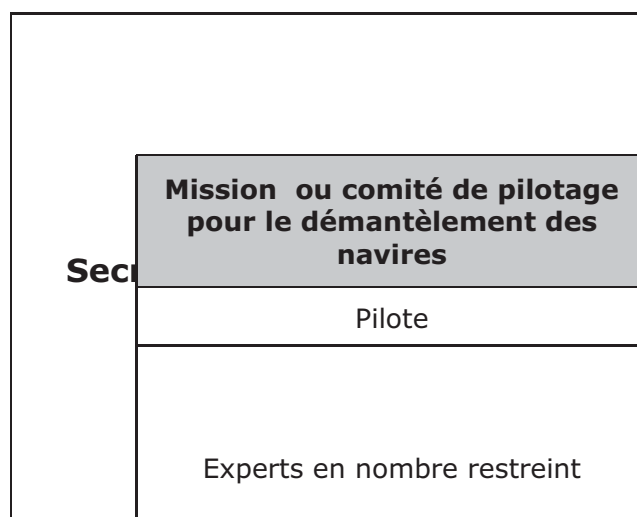 Mission ou comité de pilotage
pour le démantèlement des
navires
Pilote
Experts en nombre restreint